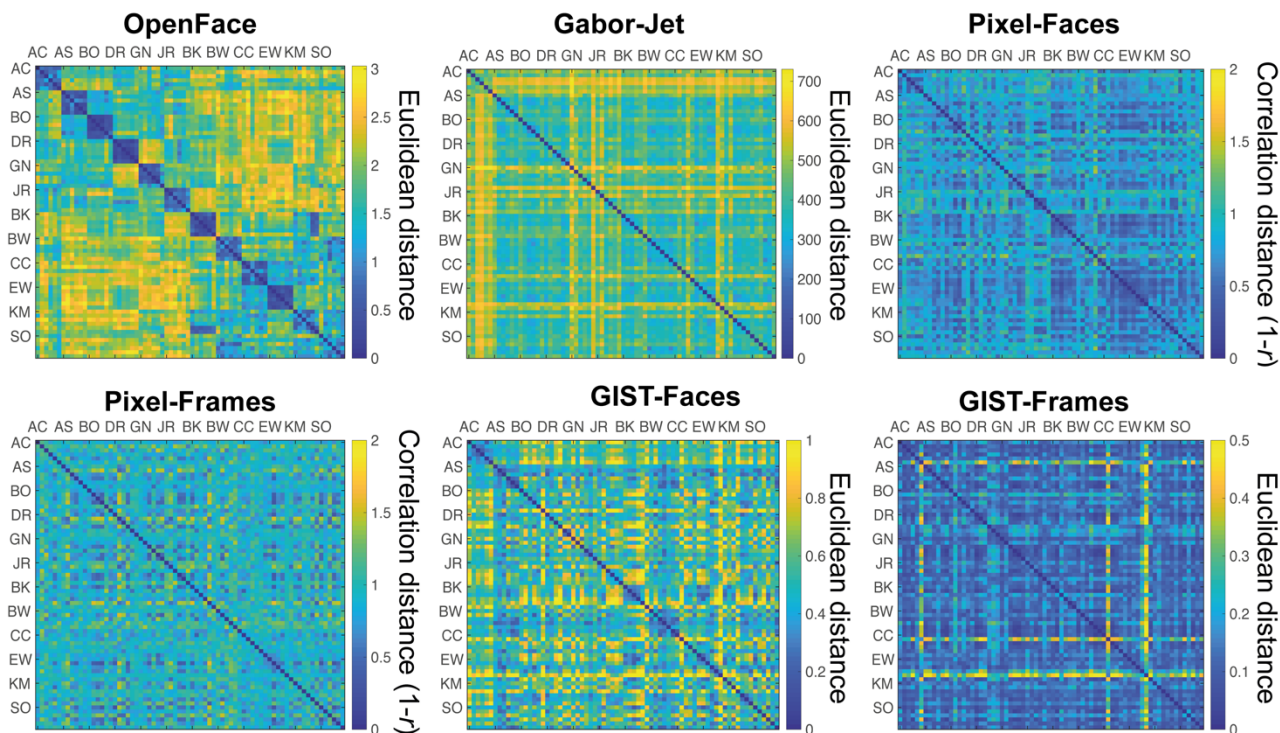 OpenFace
AC AS BO DR GN JR BK BW CC EW KM SO
AC
AS
BO
DR
GN
JR
BK
BW
CC
EW
KM
SO
3
2.5
2
1.5
1
0.5
0
Euclidean distance
Gabor-Jet
AC AS BO DR GN JR BK BW CC EW KM SO
AC
AS
BO
DR
GN
JR
BK
BW
CC
EW
KM
SO
700
600
500
400
300
200
100
0
Euclidean distance
Pixel-Faces
AC AS BO DR GN JR BK BW CC EW KM SO
AC
AS
BO
DR
GN
JR
BK
BW
CC
EW
KM
SO
2
1.5
1
0.5
0
Correlation distance (1-r)
Pixel-Frames
AC AS BO DR GN JR BK BW CC EW KM SO
AC
AS
BO
DR
GN
JR
BK
BW
CC
EW
KM
SO
2
1.5
1
0.5
0
Correlation distance (1-r)
GIST-Faces
AC AS BO DR GN JR BK BW CC EW KM SO
AC
AS
BO
DR
GN
JR
BK
BW
CC
EW
KM
SO
1
0.8
0.6
0.4
0.2
0
Euclidean distance
GIST-Frames
AC AS BO DR GN JR BK BW CC EW KM SO
AC
AS
BO
DR
GN
JR
BK
BW
CC
EW
KM
SO
0.5
0.4
0.3
0.2
0.1
0
Euclidean distance